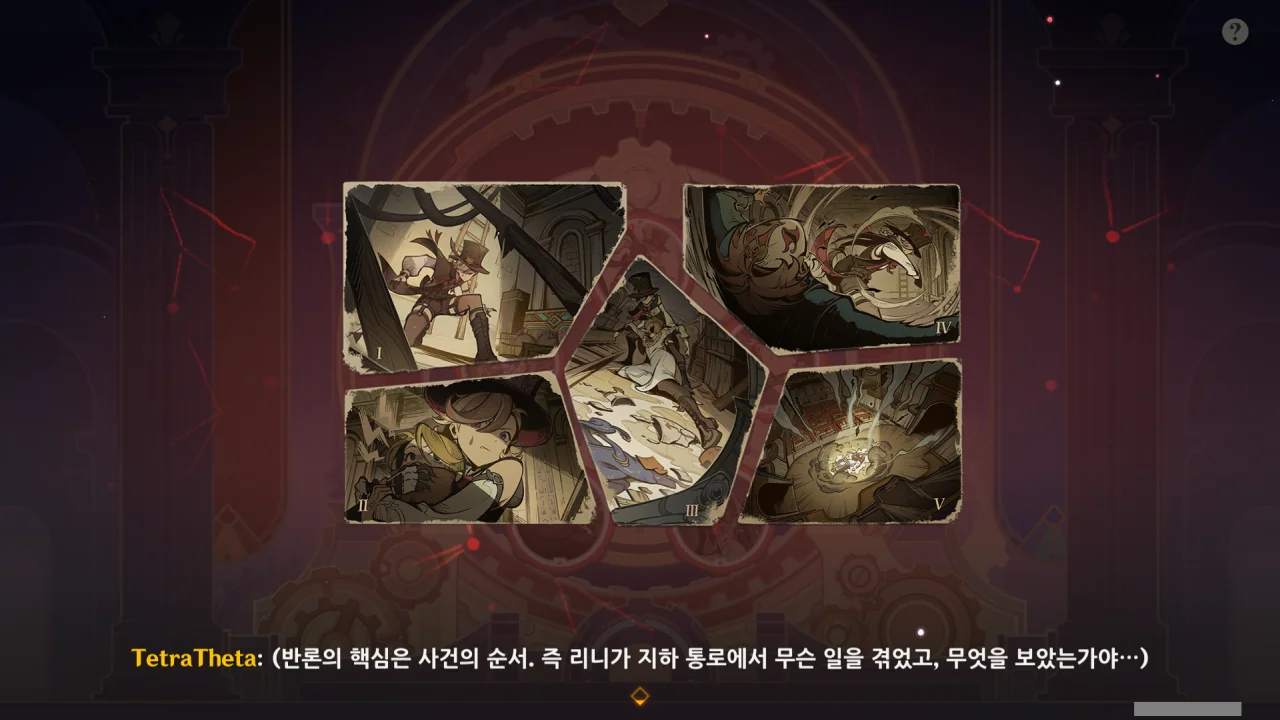 ?
I
IV
II
III
V
TetraTheta: (반론의 핵심은 사건의 순서. 즉 리니가 지하 통로에서 무슨 일을 겪었고, 무엇을 보았는가야…)